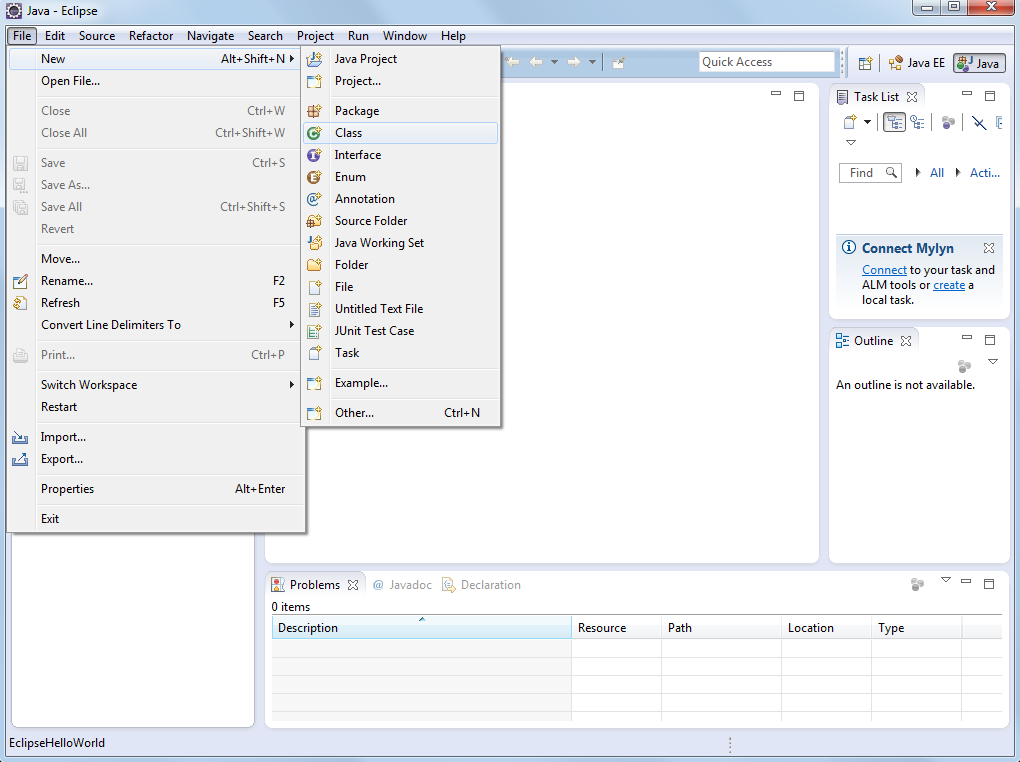 Java - Eclipse
File Edit Source Refactor Navigate Search Project Run Window Help
New Alt+Shift+N
Open File...
Close Ctrl+W
Close All Ctrl+Shift+W
Save Ctrl+S
Save As...
Save All Ctrl+Shift+S
Revert
Move...
Rename... F2
Refresh F5
Convert Line Delimiters To
Print... Ctrl+P
Switch Workspace
Restart
Import...
Export...
Properties Alt+Enter
Exit
Java Project
Project...
Package
Class
Interface
Enum
Annotation
Source Folder
Java Working Set
Folder
File
Untitled Text File
JUnit Test Case
Task
Example...
Other... Ctrl+N
Quick Access
Java EE Java
Task List
Find All Acti...
Connect Mylyn
Connect to your task and
ALM tools or create a
local task.
Outline
An outline is not available.
Problems @ Javadoc Declaration
0 items
Description Resource Path Location Type
EclipseHelloWorld